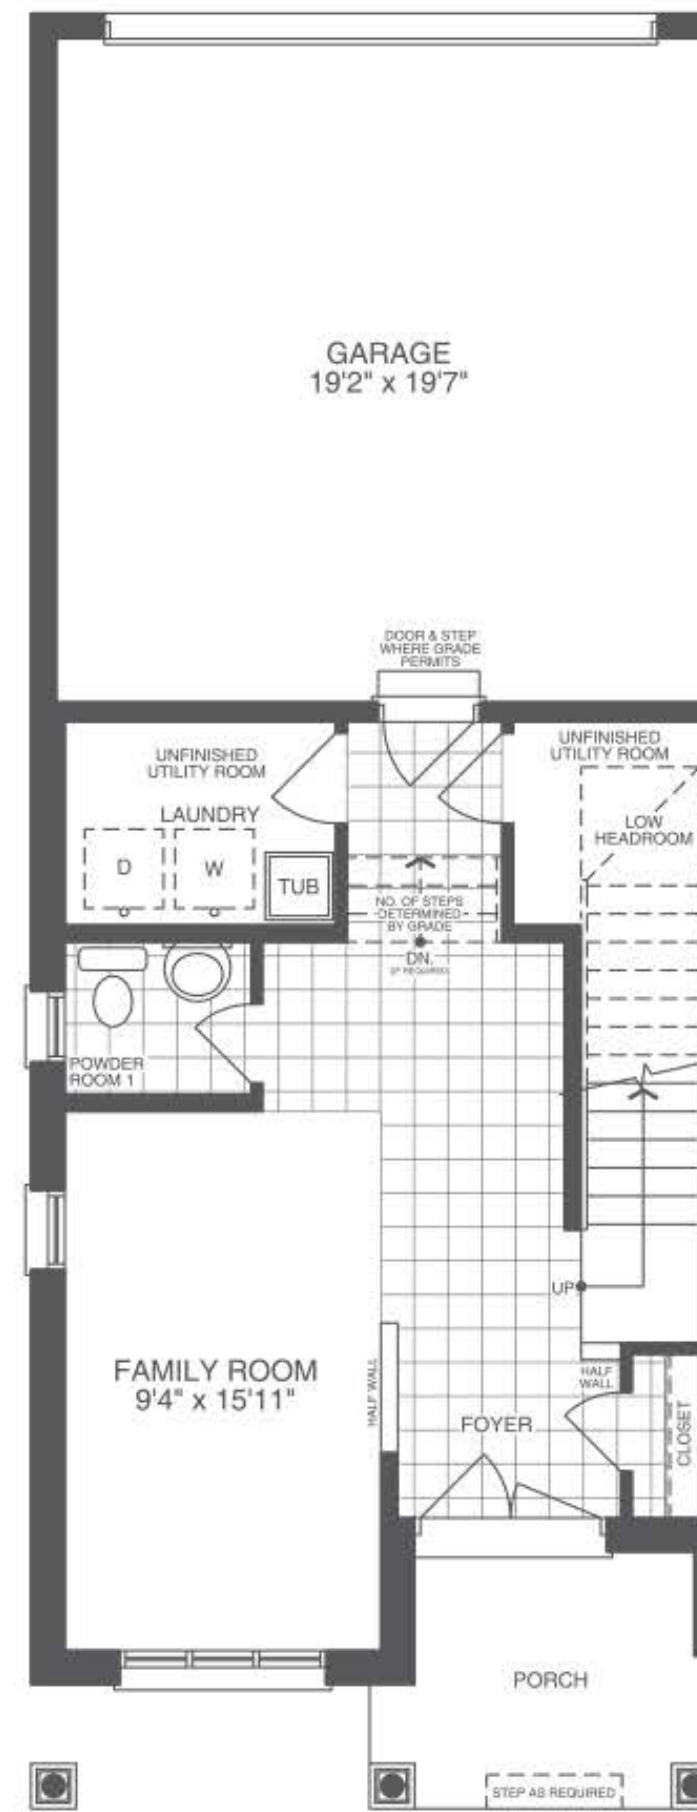 GARAGE
19'2" x 19'7"
DOOR & STEP
WHERE GRADE
PERMITS
UNFINISHED
UTILITY ROOM
LAUNDRY
D
W
TUB
UNFINISHED
UTILITY ROOM
LOW
HEADROOM
NO. OF STEPS
DETERMINED
BY GRADE
DN.
(IF REQUIRED)
POWDER
ROOM 1
UP
FAMILY ROOM
9'4" x 15'11"
HALF WALL
HALF
WALL
FOYER
CLOSET
PORCH
STEP AS REQUIRED